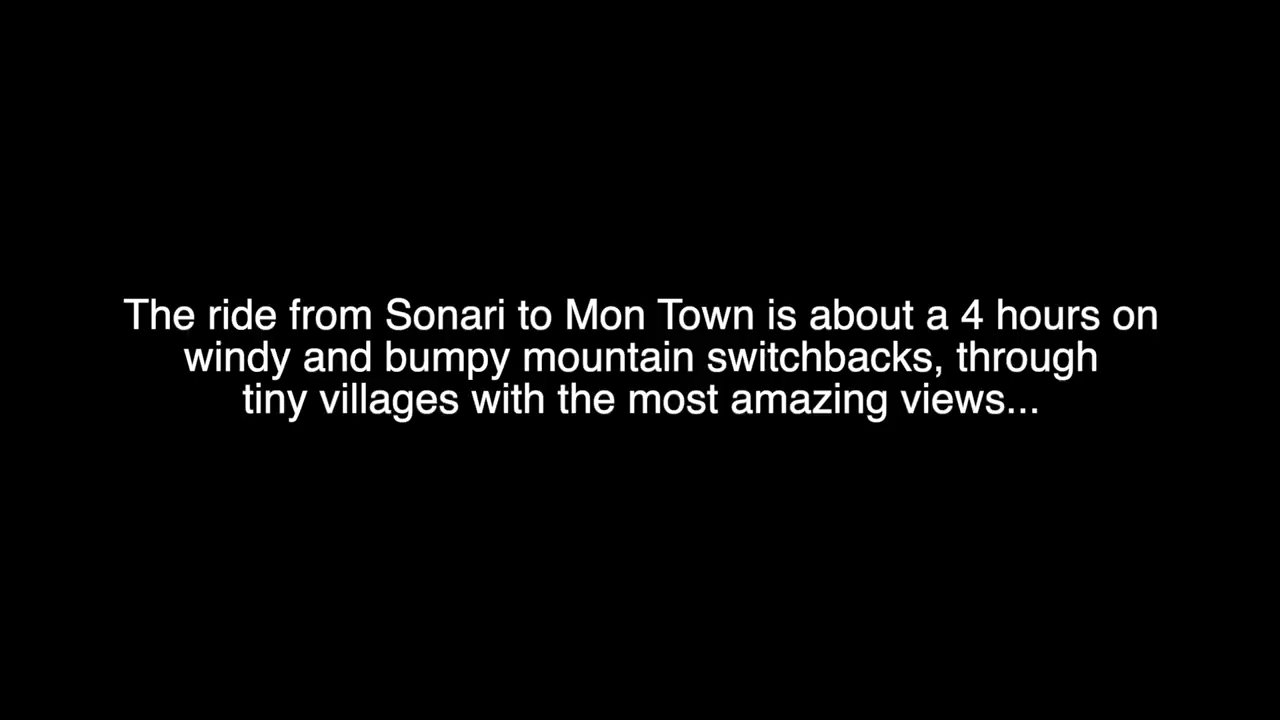 The ride from Sonari to Mon Town is about a 4 hours on
windy and bumpy mountain switchbacks, through
tiny villages with the most amazing views...